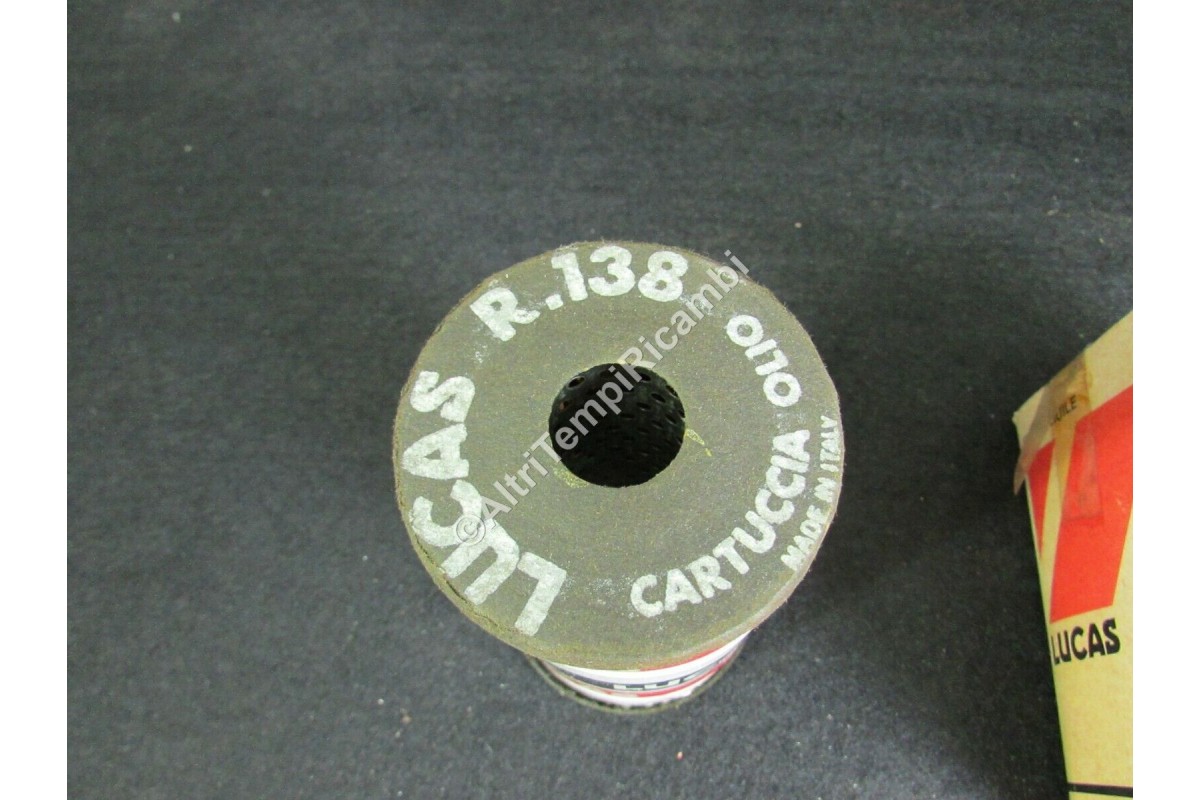 LUCAS R.138
CARTUCCIA OLIO
MADE IN ITALY
©AltriTempiRicambi
LUCAS